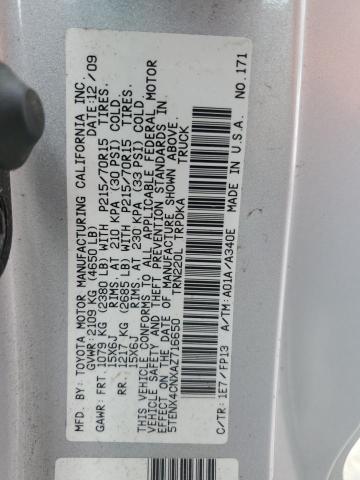 MFD. BY: TOYOTA MOTOR MANUFACTURING CALIFORNIA INC.
GVWR: 2109 KG (4650 LB) DATE: 12/09
GAWR: FRT. 1079 KG (2380 LB) WITH P215/70R15 TIRES.
15X6J RIMS, AT 210 KPA (30 PSI) COLD
RR. 1217 KG (2685 LB) WITH P215/70R15 TIRES.
15X6J RIMS, AT 230 KPA (33 PSI) COLD.
THIS VEHICLE CONFORMS TO ALL APPLICABLE FEDERAL MOTOR
VEHICLE SAFETY AND THEFT PREVENTION STANDARDS IN
EFFECT ON THE DATE OF MANUFACTURE SHOWN ABOVE.
5TENX4CNXAZ716650 TRUCK
TRN220L TRPDKA
C/TR: 1E7/FP13 A/TM: A01A/A340E
MADE IN U.S.A. NO.171